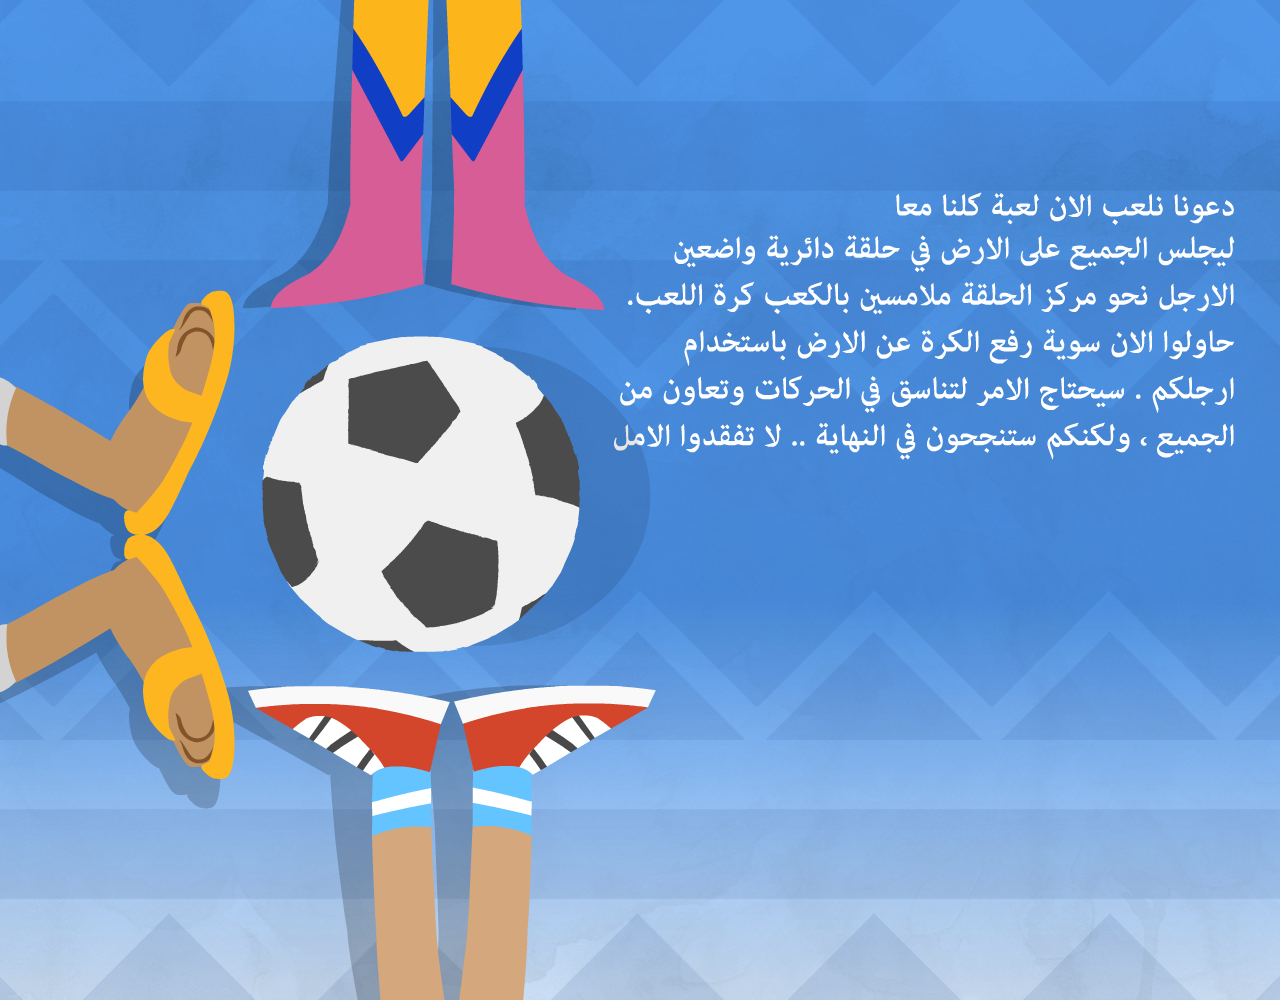 دعونا نلعب الان لعبة كلنا معا
ليجلس الجميع على الارض في حلقة دائرية واضعين
الارجل نحو مركز الحلقة ملامسين بالكعب كرة اللعب.
حاولوا الان سوية رفع الكرة عن الارض باستخدام
ارجلكم . سيحتاج الامر لتناسق في الحركات وتعاون من
الجميع ، ولكنكم ستنجحون في النهاية .. لا تفقدوا الامل